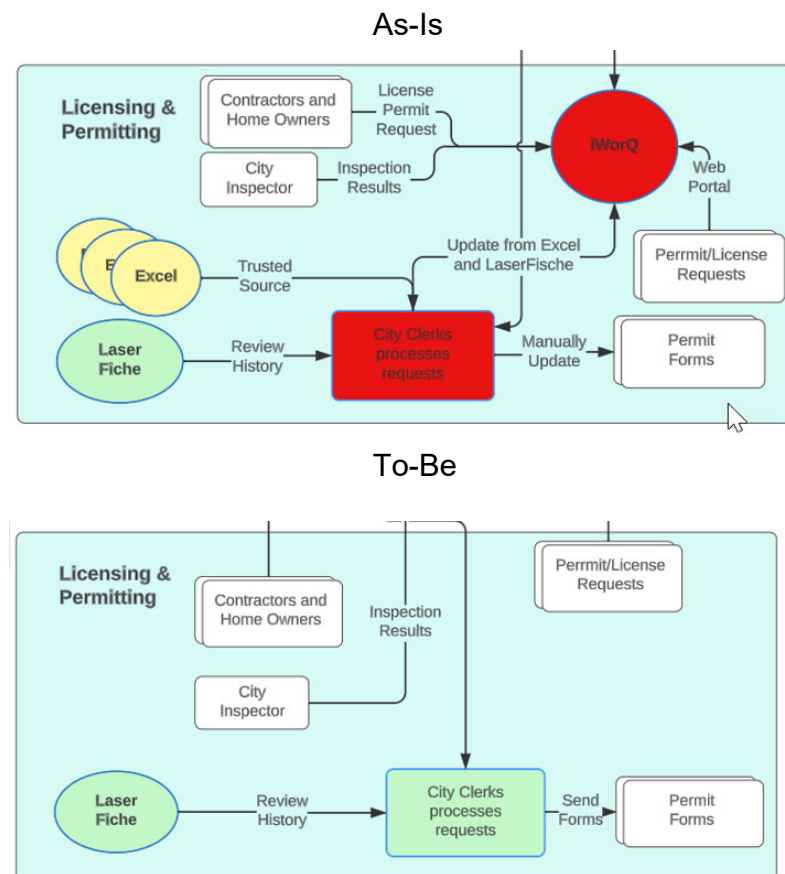 As-Is
Licensing &
Permitting
Contractors and
Home Owners
License
Permit
Request
iWorQ
City
Inspector
Inspection
Results
Web
Portal
Update from Excel
and LaserFische
Perrmit/License
Requests
E
Excel
Trusted
Source
Laser
Fiche
Review
History
City Clerks
processes
requests
Manually
Update
Permit
Forms
To-Be
Licensing &
Permitting
Contractors and
Home Owners
Inspection
Results
Perrmit/License
Requests
City
Inspector
Laser
Fiche
Review
History
City Clerks
processes
requests
Send
Forms
Permit
Forms